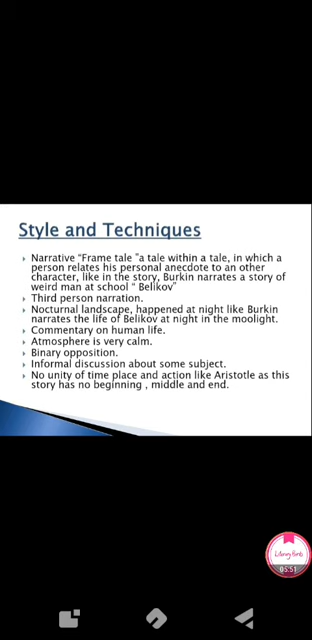 Style and Techniques
Narrative "Frame tale "a tale within a tale, in which a
person relates his personal anecdote to an other
character, like in the story, Burkin narrates a story of
weird man at school " Belikov"
Third person narration.
Nocturnal landscape, happened at night like Burkin
narrates the life of Belikov at night in the moolight.
Commentary on human life.
Atmosphere is very calm.
Binary opposition.
Informal discussion about some subject.
No unity of time place and action like Aristotle as this
story has no beginning , middle and end.
05:51